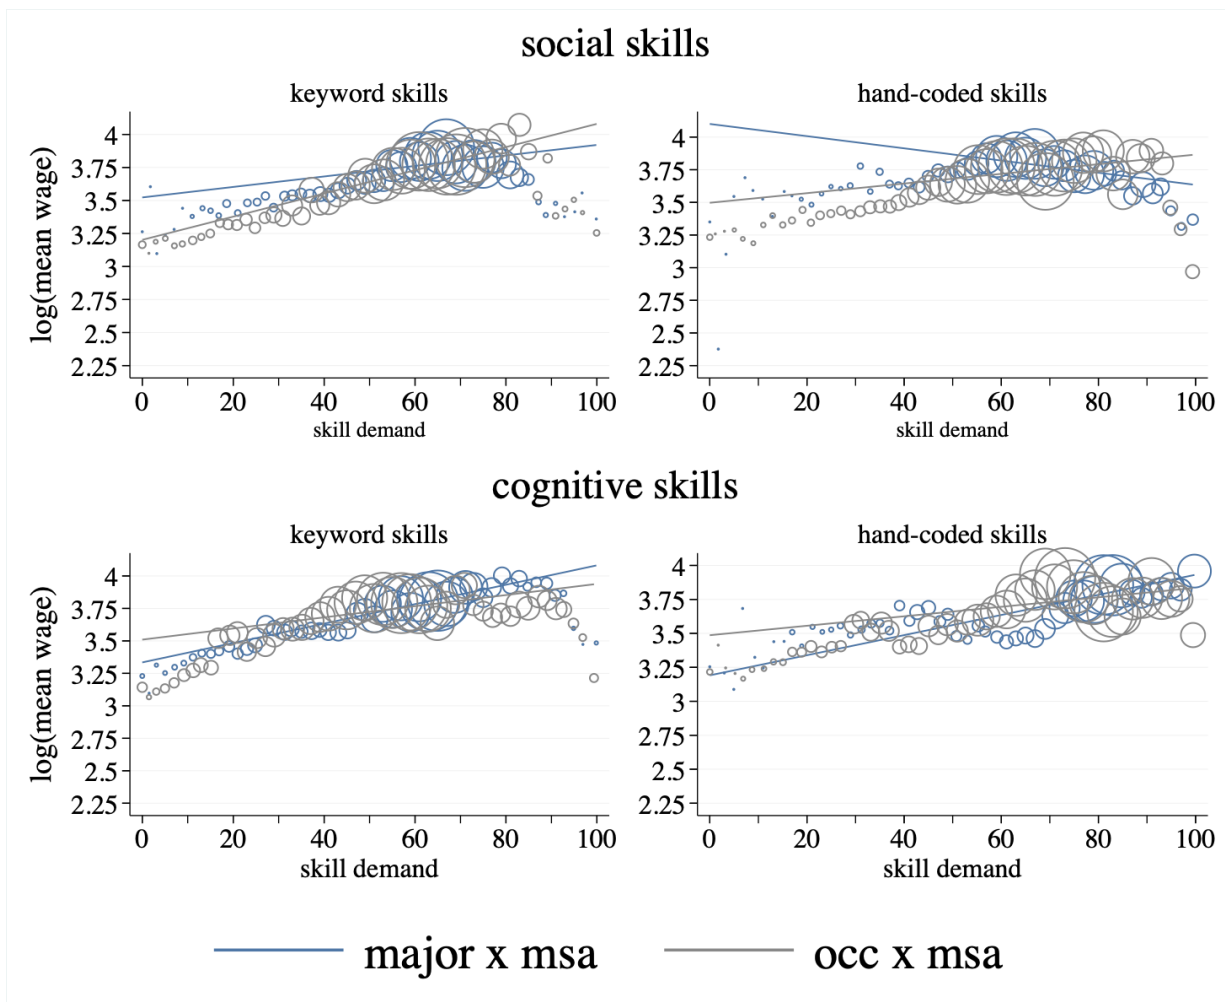 social skills
keyword skills
hand-coded skills
log(mean wage)
4
3.75
3.5
3.25
3
2.75
2.5
2.25
0 20 40 60 80 100
skill demand
4
3.75
3.5
3.25
3
2.75
2.5
2.25
0 20 40 60 80 100
skill demand
cognitive skills
keyword skills
hand-coded skills
log(mean wage)
4
3.75
3.5
3.25
3
2.75
2.5
2.25
0 20 40 60 80 100
skill demand
4
3.75
3.5
3.25
3
2.75
2.5
2.25
0 20 40 60 80 100
skill demand
major x msa
occ x msa